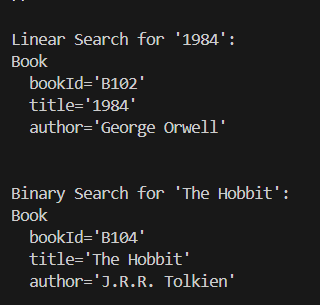 Linear Search for '1984':
Book
  bookId='B102'
  title='1984'
  author='George Orwell'
Binary Search for 'The Hobbit':
Book
  bookId='B104'
  title='The Hobbit'
  author='J.R.R. Tolkien'